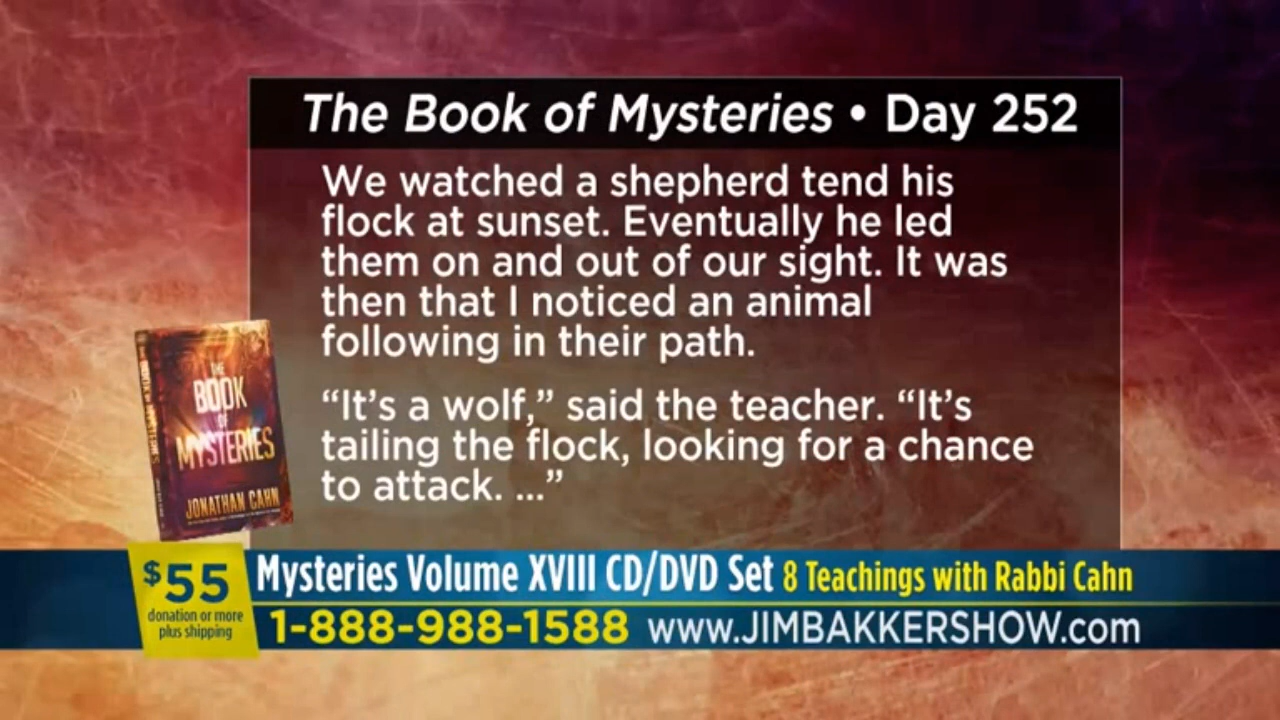 The Book of Mysteries • Day 252
We watched a shepherd tend his
flock at sunset. Eventually he led
them on and out of our sight. It was
then that I noticed an animal
following in their path.
“It’s a wolf,” said the teacher. “It’s
tailing the flock, looking for a chance
to attack. ...”
THE
BOOK
OF
MYSTERIES
JONATHAN CAHN
$55
donation or more
plus shipping
Mysteries Volume XVIII CD/DVD Set 8 Teachings with Rabbi Cahn
1-888-988-1588 www.JIMBAKKERSHOW.com